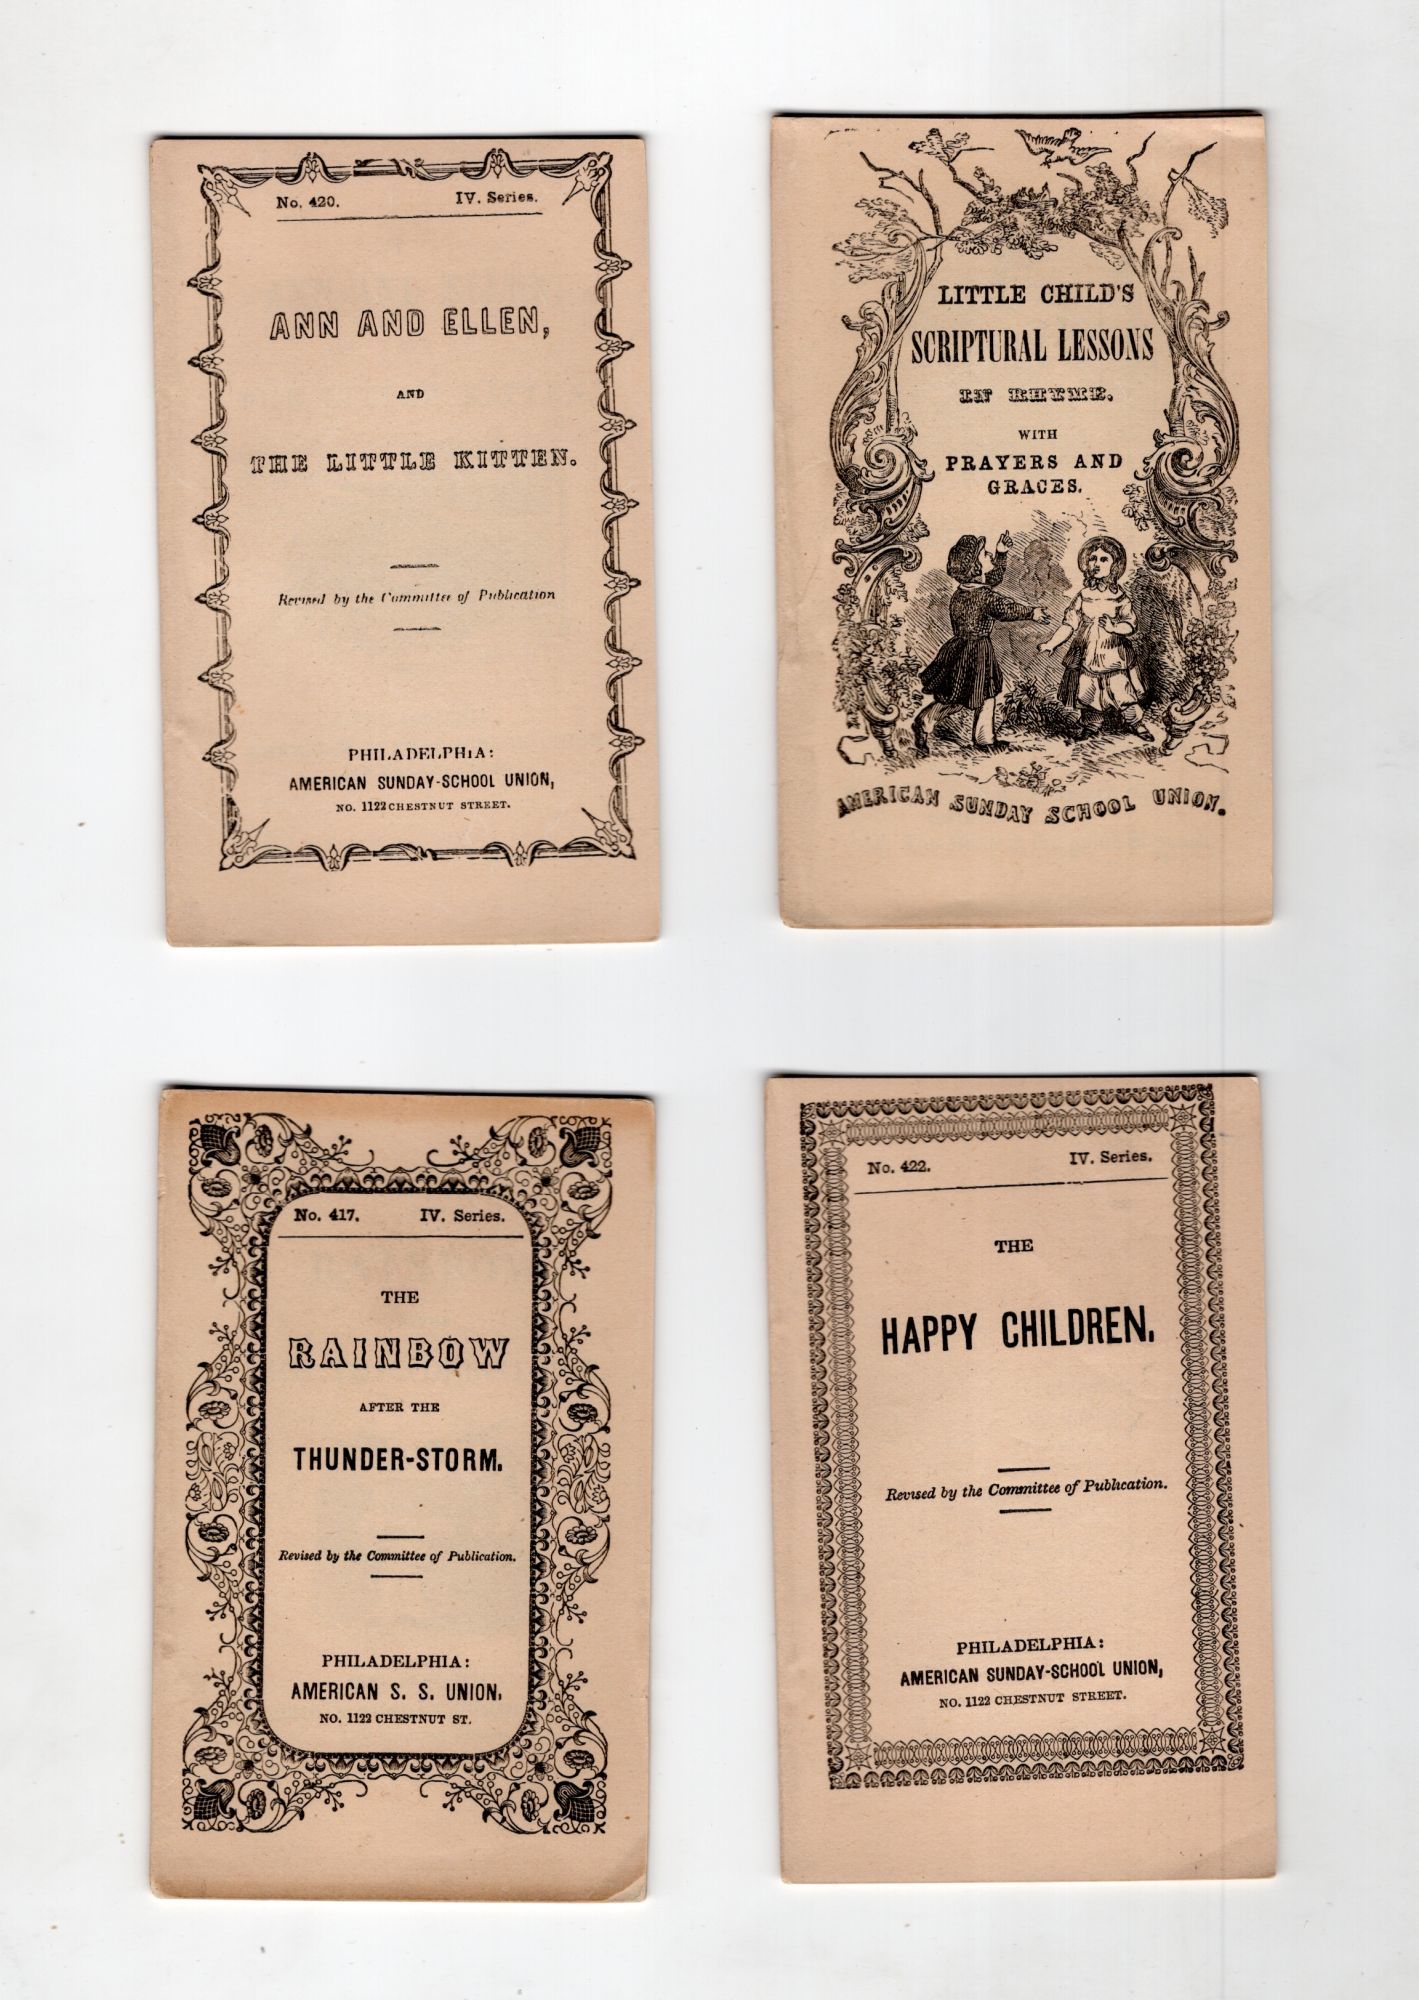 No. 420. IV. Series.
ANN AND ELLEN,
AND
THE LITTLE KITTEN.
Revised by the Committee of Publication
PHILADELPHIA:
AMERICAN SUNDAY-SCHOOL UNION,
NO. 1122 CHESTNUT STREET.
LITTLE CHILD'S
SCRIPTURAL LESSONS
IN RHYME.
WITH
PRAYERS AND
GRACES.
AMERICAN SUNDAY SCHOOL UNION.
No. 417. IV. Series.
THE
RAINBOW
AFTER THE
THUNDER-STORM.
Revised by the Committee of Publication.
PHILADELPHIA:
AMERICAN S. S. UNION,
NO. 1122 CHESTNUT ST.
No. 422. IV. Series.
THE
HAPPY CHILDREN.
Revised by the Committee of Publication.
PHILADELPHIA:
AMERICAN SUNDAY-SCHOOL UNION,
NO. 1122 CHESTNUT STREET.